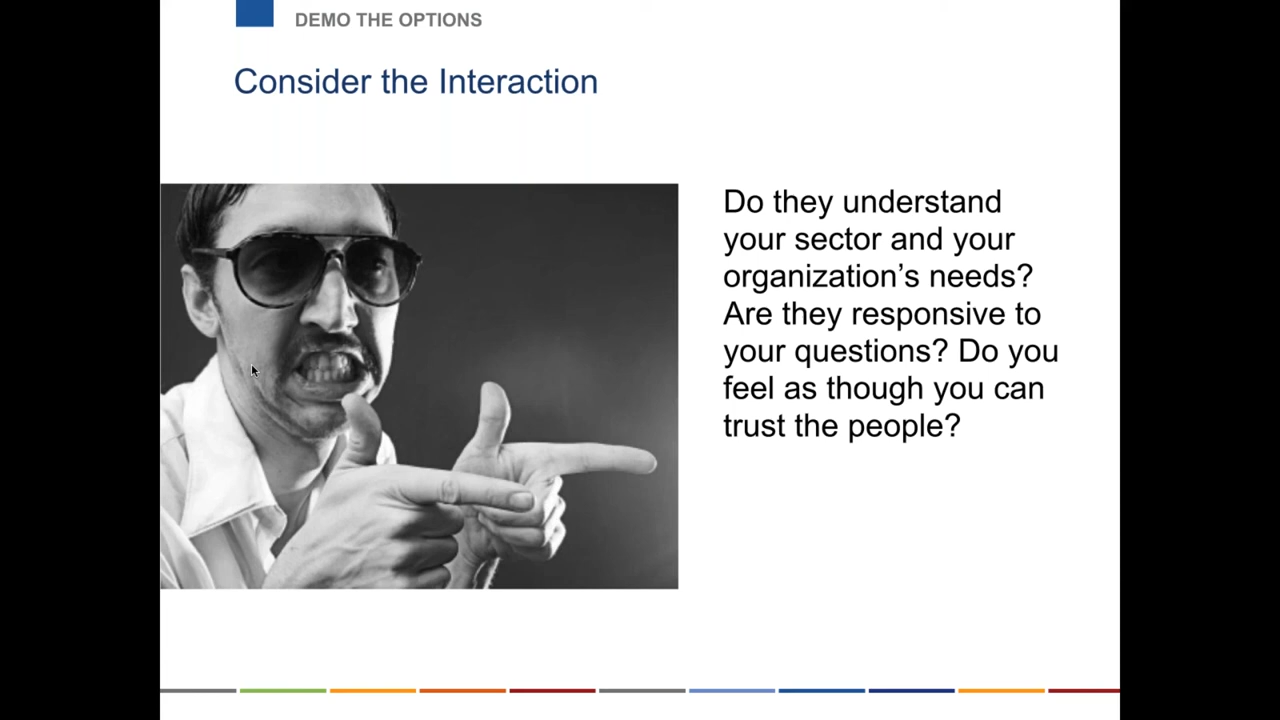 DEMO THE OPTIONS
Consider the Interaction
Do they understand
your sector and your
organization’s needs?
Are they responsive to
your questions? Do you
feel as though you can
trust the people?